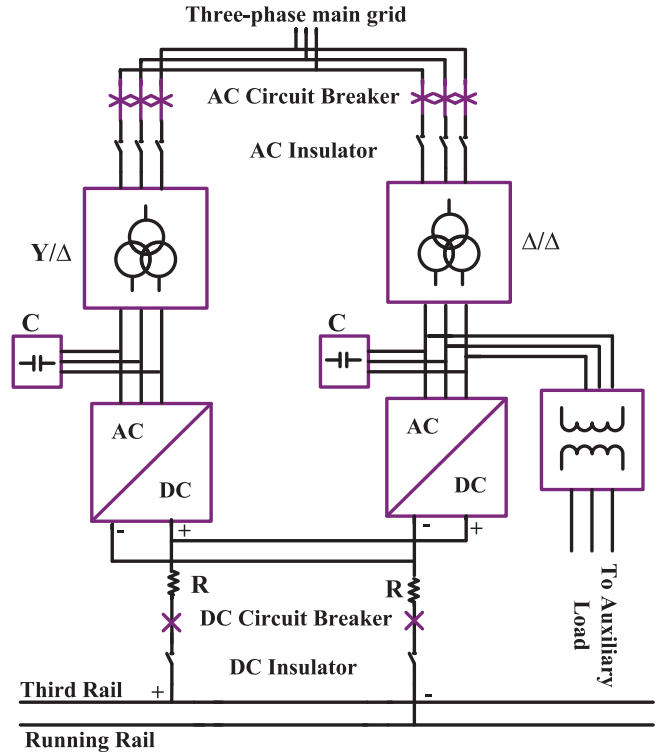 Three-phase main grid
AC Circuit Breaker
AC Insulator
Y/Δ
Δ/Δ
C
C
AC
DC
AC
DC
- +
- +
R
R
DC Circuit Breaker
DC Insulator
To Auxiliary
Load
Third Rail
+
-
Running Rail